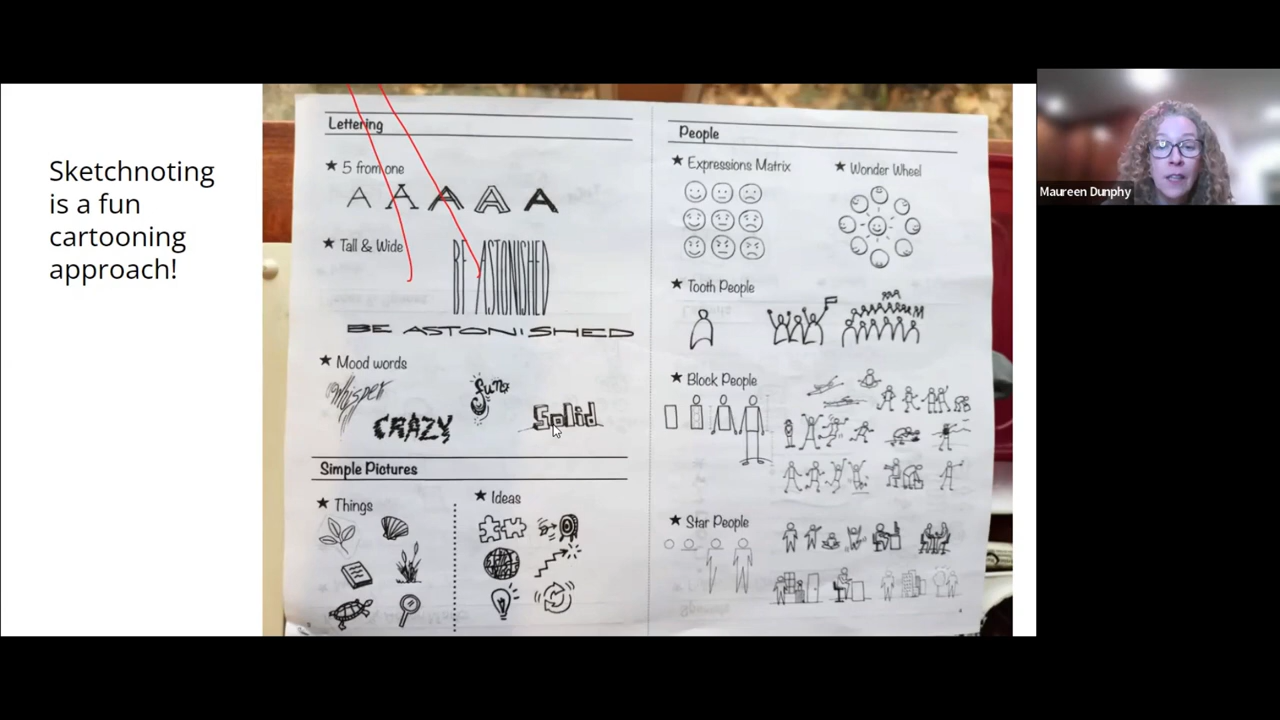 Sketchnoting
is a fun
cartooning
approach!
Lettering
★ 5 from one
A A A A A
★ Tall & Wide
BE ASTONISHED
BE ASTONISHED
★ Mood words
Whisper
fun
CRAZY
Solid
Simple Pictures
★ Things
★ Ideas
People
★ Expressions Matrix
★ Wonder Wheel
★ Tooth People
★ Block People
★ Star People
Maureen Dunphy